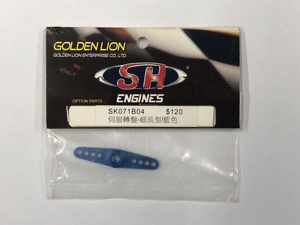 GOLDEN LION
GOLDEN LION ENTERPRISE CO., LTD.
SH
ENGINES
OPTION PARTS
SK071B04 $120
伺服轉盤-細長型/藍色